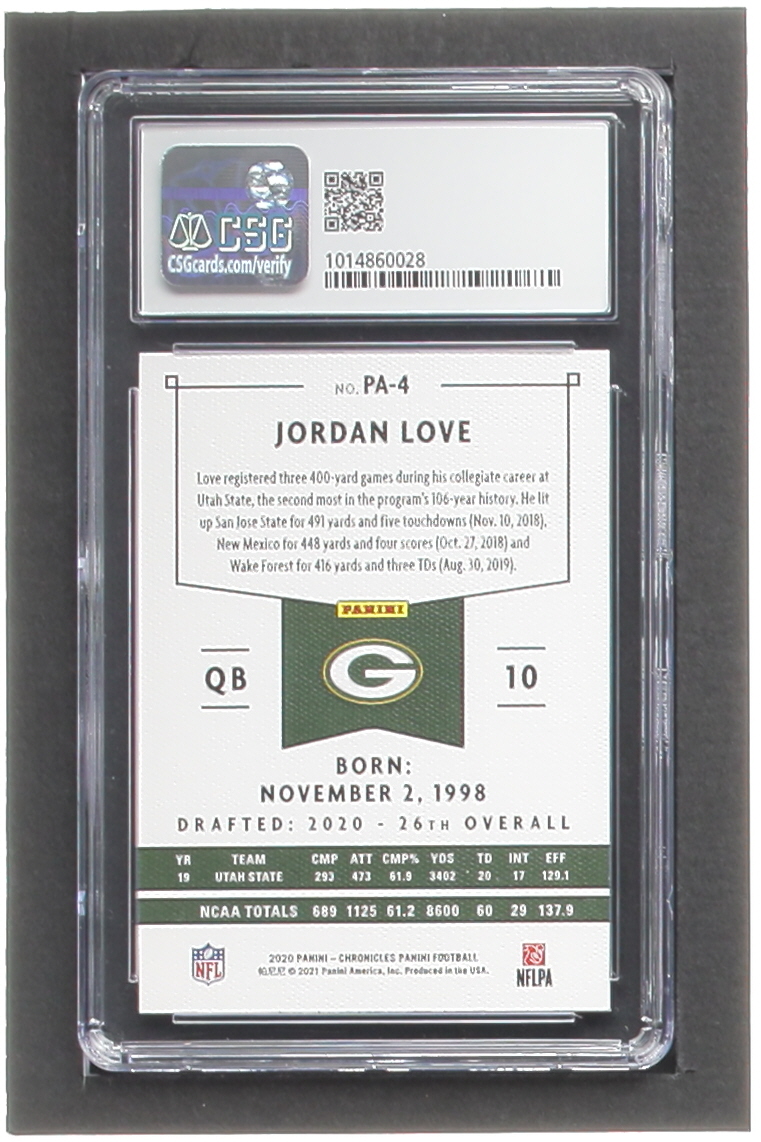 CSG
CSGcards.com/verify
1014860028
NO. PA-4
JORDAN LOVE
Love registered three 400-yard games during his collegiate career at
Utah State, the second most in the program's 106-year history. He lit
up San Jose State for 491 yards and five touchdowns (Nov. 10, 2018),
New Mexico for 448 yards and four scores (Oct. 27, 2018) and
Wake Forest for 416 yards and three TDs (Aug. 30, 2019).
PANINI
G
QB 10
BORN:
NOVEMBER 2, 1998
DRAFTED: 2020 - 26TH OVERALL
YR TEAM CMP ATT CMP% YDS TD INT EFF
19 UTAH STATE 293 473 61.9 3402 20 17 129.1
NCAA TOTALS 689 1125 61.2 8600 60 29 137.9
NFL
2020 PANINI – CHRONICLES PANINI FOOTBALL
帕尼尼 © 2021 Panini America, Inc. Produced in the USA.
NFLPA